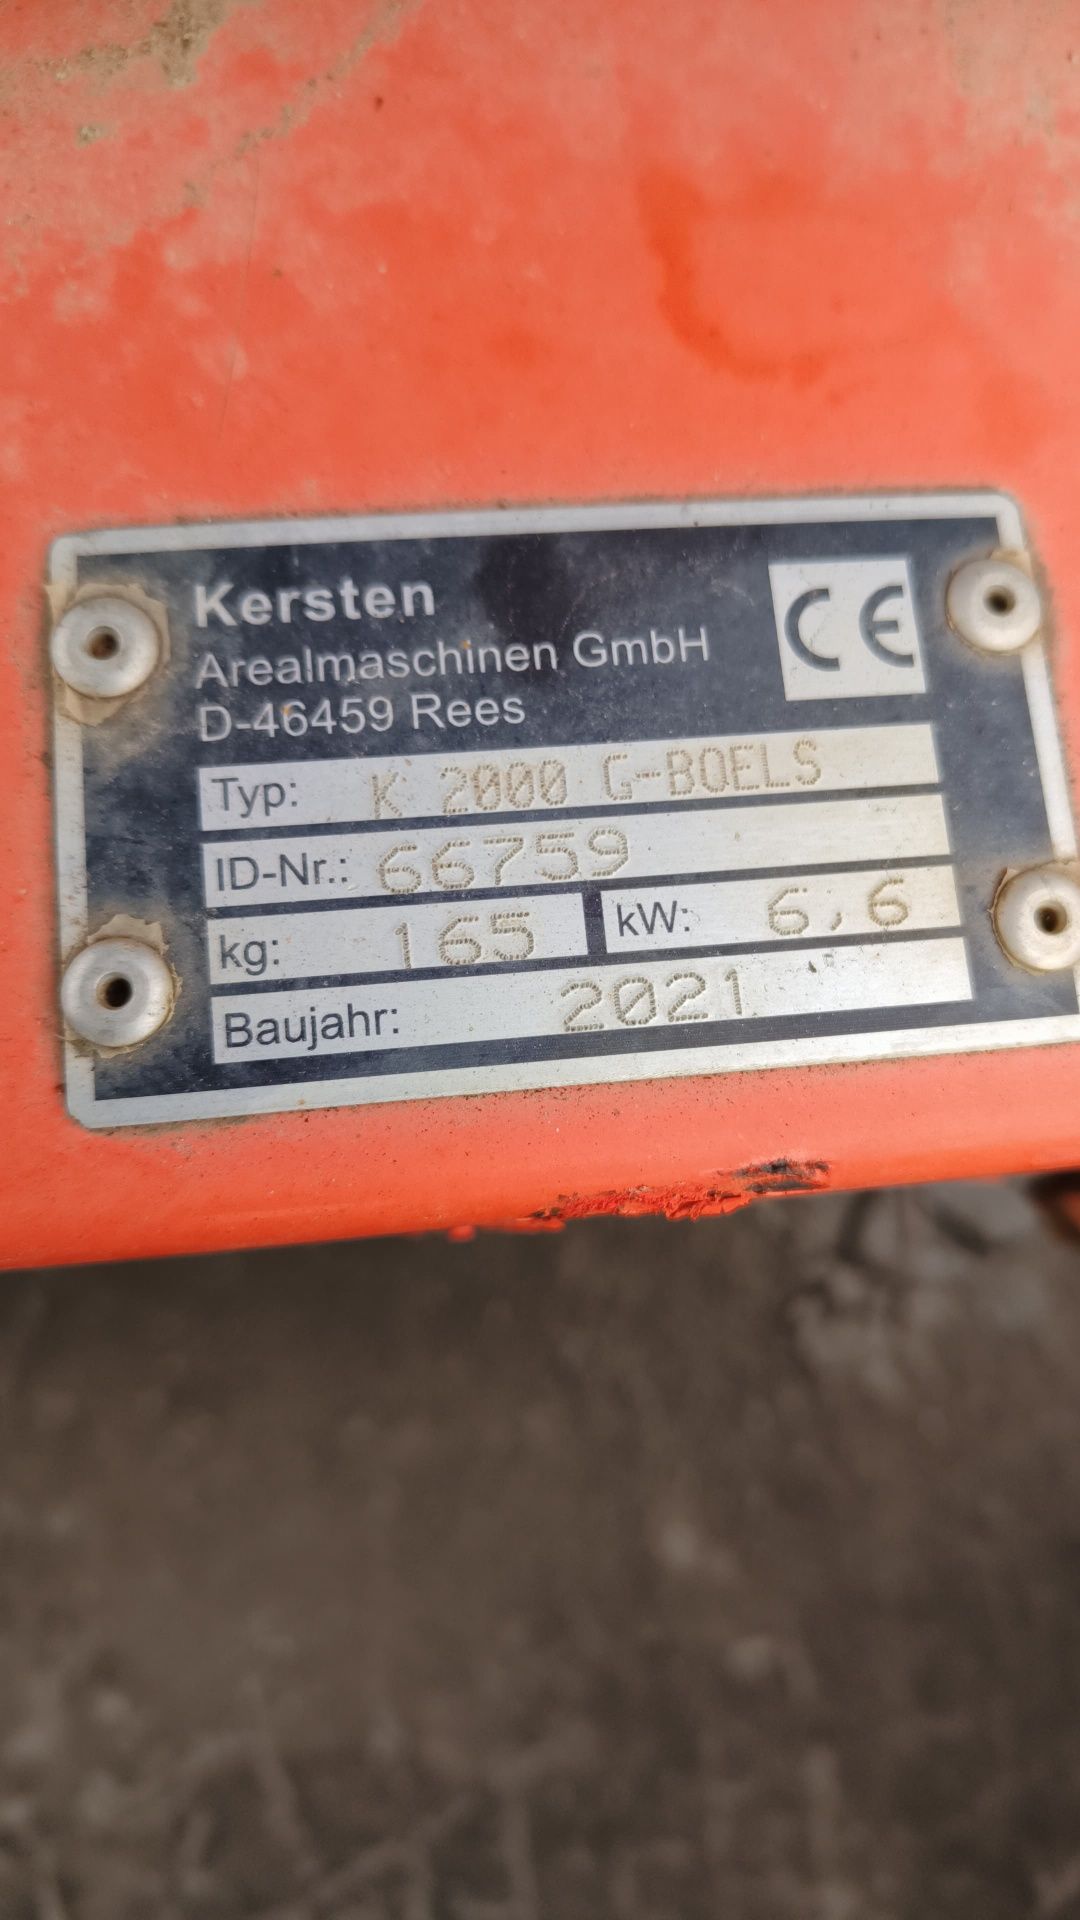 Kersten
CE
Arealmaschinen GmbH
D-46459 Rees
Typ: K 2000 G-BOELS
ID-Nr.: 66759
kg: 165 kW: 6,6
Baujahr: 2021